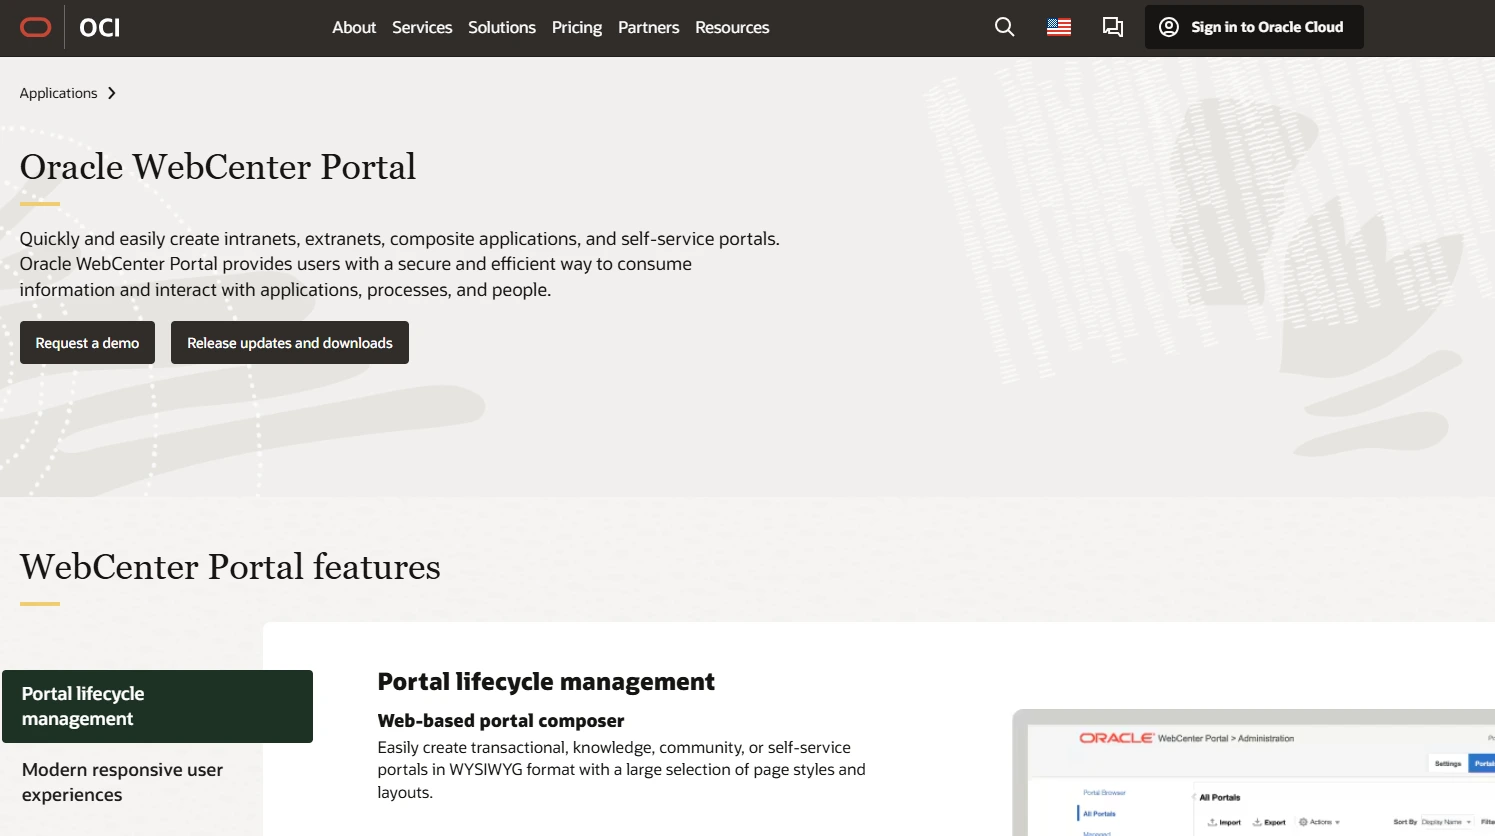 OCI
About Services Solutions Pricing Partners Resources
Sign in to Oracle Cloud
Applications
Oracle WebCenter Portal
Quickly and easily create intranets, extranets, composite applications, and self-service portals.
Oracle WebCenter Portal provides users with a secure and efficient way to consume
information and interact with applications, processes, and people.
Request a demo
Release updates and downloads
WebCenter Portal features
Portal lifecycle
management
Modern responsive user
experiences
Portal lifecycle management
Web-based portal composer
Easily create transactional, knowledge, community, or self-service
portals in WYSIWYG format with a large selection of page styles and
layouts.
ORACLE WebCenter Portal > Administration
Settings
Portal Browser
All Portals
Managed
All Portals
Import Export Actions
Sort By Display Name